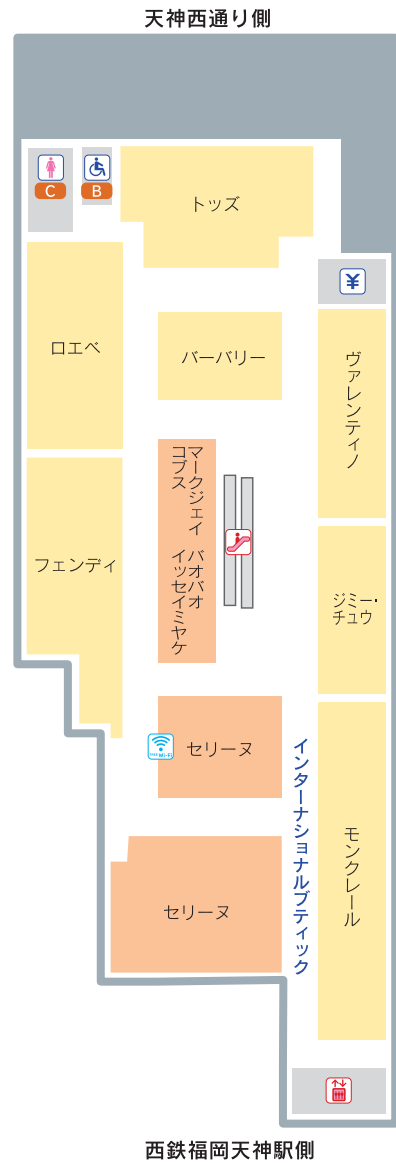 天神西通り側
C
B
トッズ
¥
ロエベ
バーバリー
ヴァレンティノ
マークジェイ
コブス
バオバオ
イッセイミヤケ
フェンディ
ジミー・
チュウ
セリーヌ
インターナショナルブティック
モンクレール
セリーヌ
西鉄福岡天神駅側